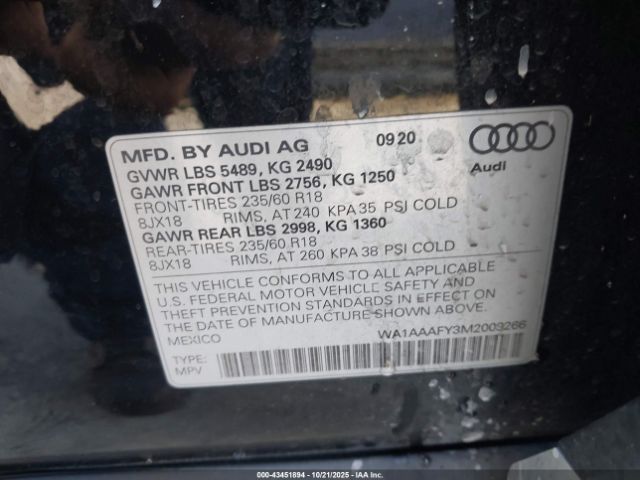 MFD. BY AUDI AG 09 20
GVWR LBS 5489, KG 2490
GAWR FRONT LBS 2756, KG 1250
FRONT-TIRES 235/60 R18
8JX18 RIMS, AT 240 KPA 35 PSI COLD
GAWR REAR LBS 2998, KG 1360
REAR-TIRES 235/60 R18
8JX18 RIMS, AT 260 KPA 38 PSI COLD
Audi
THIS VEHICLE CONFORMS TO ALL APPLICABLE
U.S. FEDERAL MOTOR VEHICLE SAFETY AND
THEFT PREVENTION STANDARDS IN EFFECT ON
THE DATE OF MANUFACTURE SHOWN ABOVE.
MEXICO
WA1AAAFY3M2003266
TYPE:
MPV
000-43451894 10/21/2025 IAAI.COM